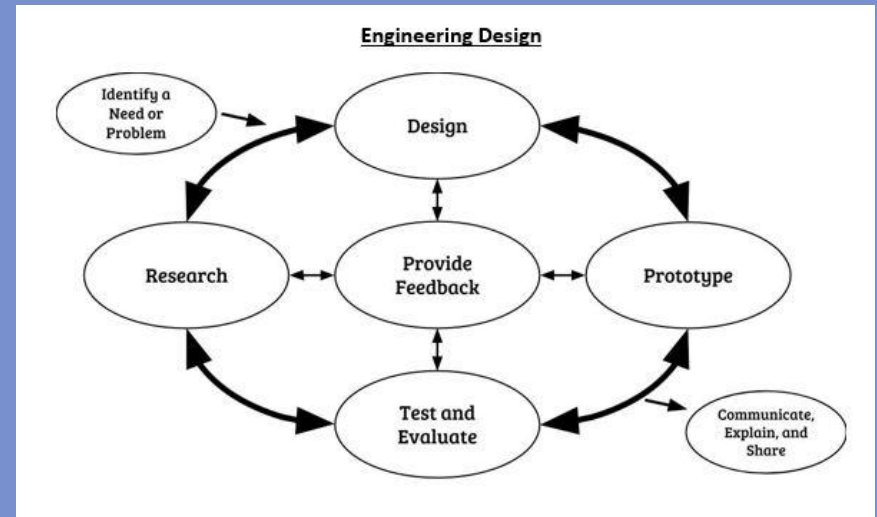 Engineering Design
Identify a
Need or
Problem
Design
Research
Provide
Feedback
Prototype
Test and
Evaluate
Communicate,
Explain, and
Share